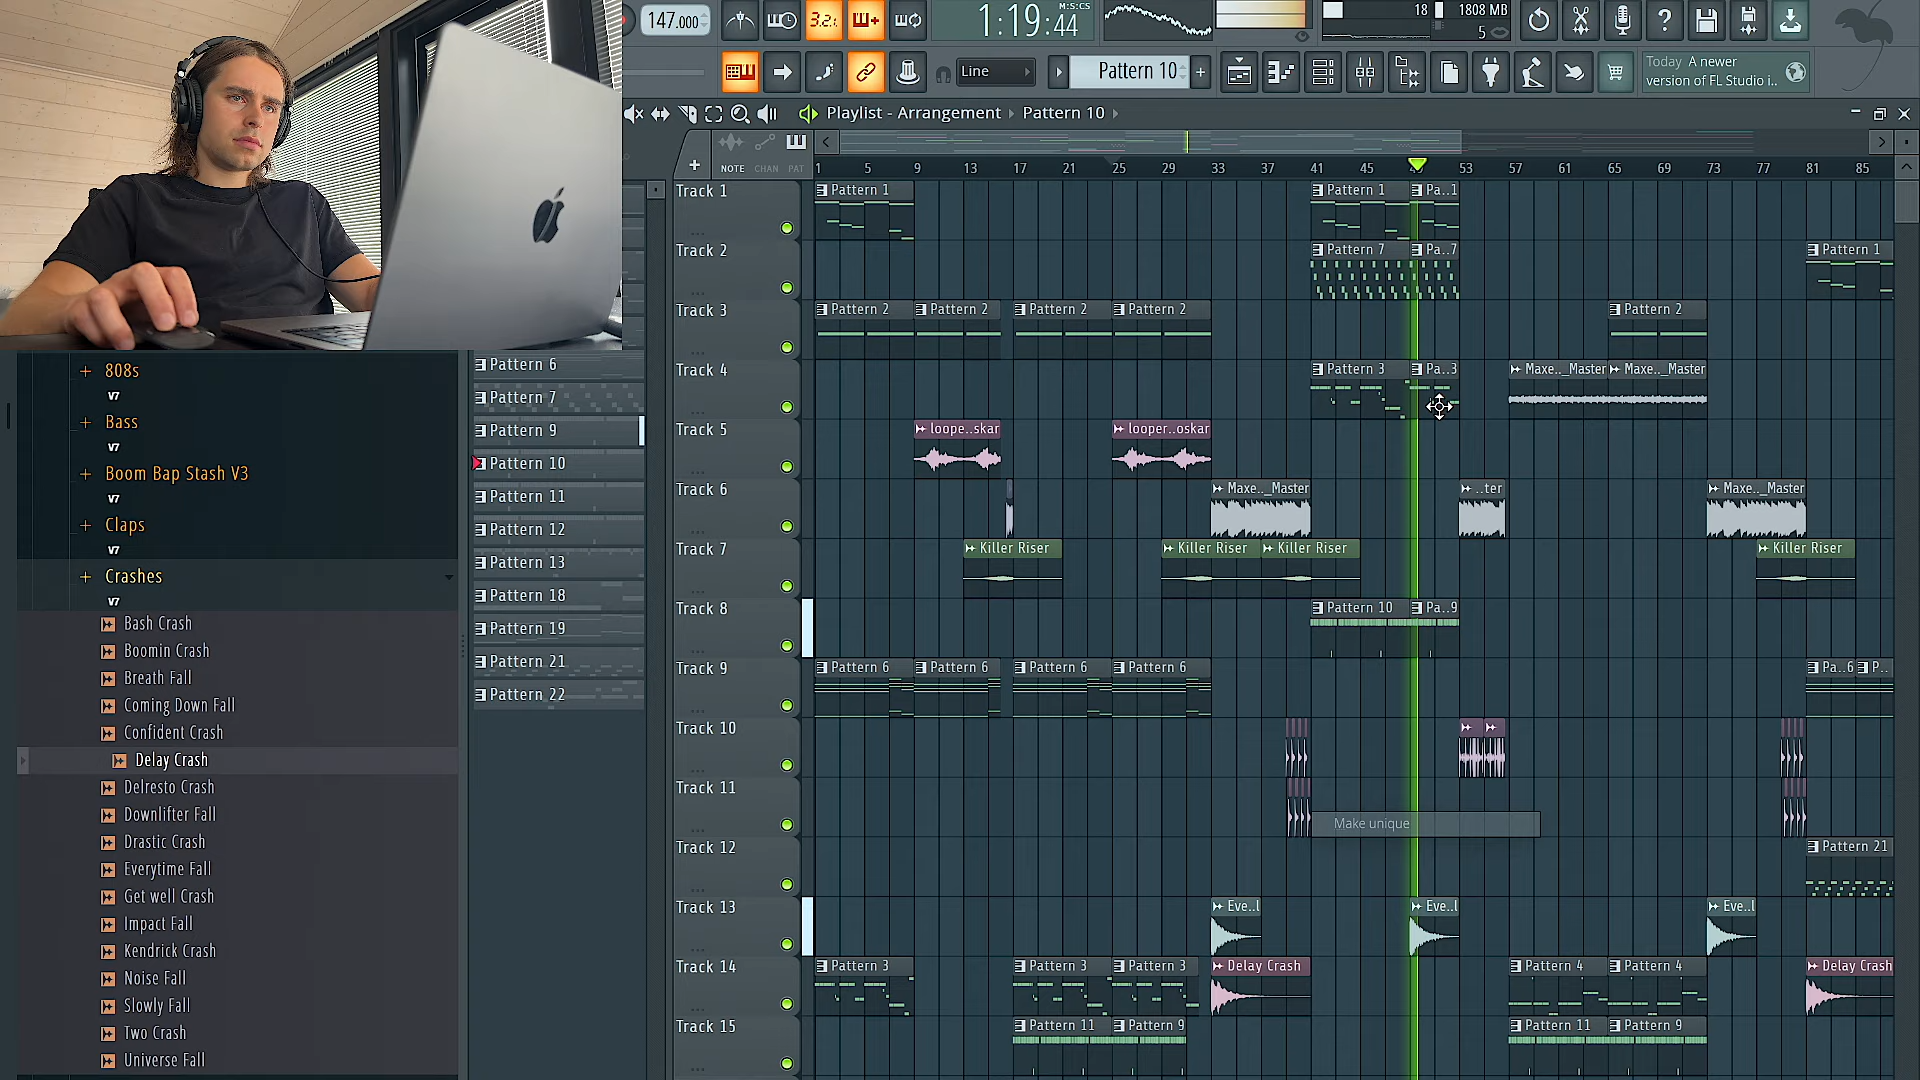 147.000
3.2.
1:19:44
M:S:CS
18
1808 MB
5
Line
Pattern 10
+
Today A newer
version of FL Studio i..
Playlist - Arrangement
Pattern 10
NOTE CHAN PAT
1 5 9 13 17 21 25 29 33 37 41 45 53 57 61 65 69 73 77 81 85
Track 1
Pattern 1
Pattern 1
Pa..1
Track 2
Pattern 7
Pa..7
Pattern 1
Track 3
Pattern 2
Pattern 2
Pattern 2
Pattern 2
Pattern 2
Track 4
Pattern 3
Pa..3
Maxe.._Master
Maxe.._Master
Track 5
loope..skar
looper..oskar
Track 6
Maxe.._Master
..ter
Maxe.._Master
Track 7
Killer Riser
Killer Riser
Killer Riser
Killer Riser
Track 8
Pattern 10
Pa..9
Track 9
Pattern 6
Pattern 6
Pattern 6
Pattern 6
Pa..6
P..
Track 10
Track 11
Make unique
Track 12
Pattern 21
Track 13
Eve..l
Eve..l
Eve..l
Track 14
Pattern 3
Pattern 3
Pattern 3
Delay Crash
Pattern 4
Pattern 4
Delay Crash
Track 15
Pattern 11
Pattern 9
Pattern 11
Pattern 9
Pattern 6
Pattern 7
Pattern 9
Pattern 10
Pattern 11
Pattern 12
Pattern 13
Pattern 18
Pattern 19
Pattern 21
Pattern 22
808s
V7
Bass
V7
Boom Bap Stash V3
V7
Claps
V7
Crashes
V7
Bash Crash
Boomin Crash
Breath Fall
Coming Down Fall
Confident Crash
Delay Crash
Delresto Crash
Downlifter Fall
Drastic Crash
Everytime Fall
Get well Crash
Impact Fall
Kendrick Crash
Noise Fall
Slowly Fall
Two Crash
Universe Fall